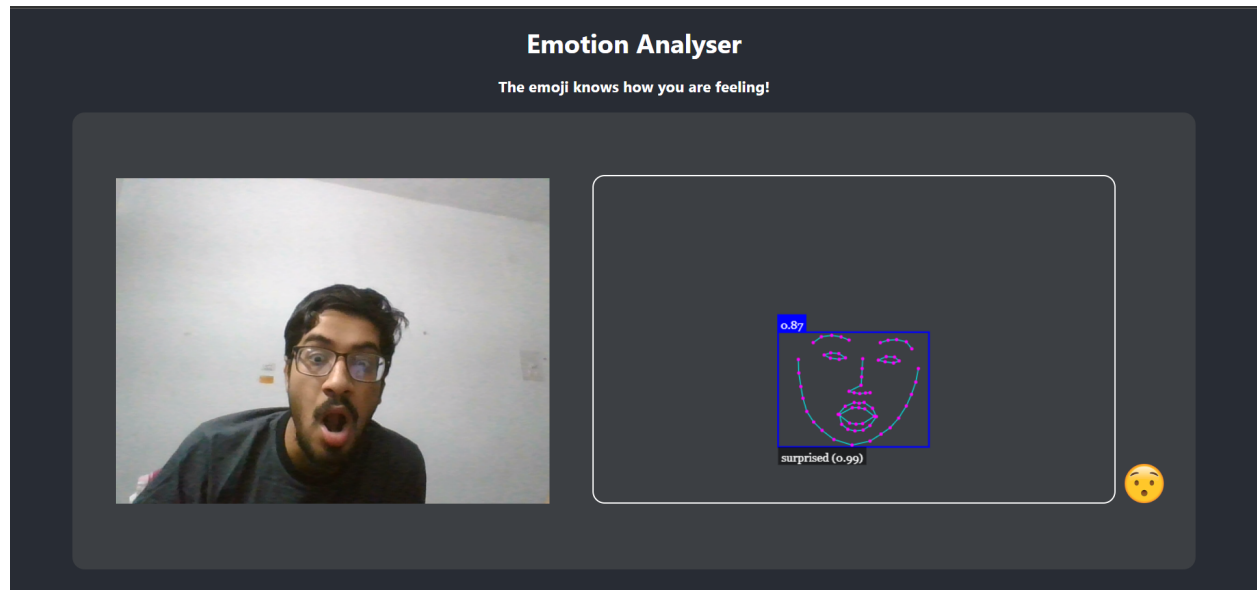 Emotion Analyser
The emoji knows how you are feeling!
0.87
surprised (0.99)